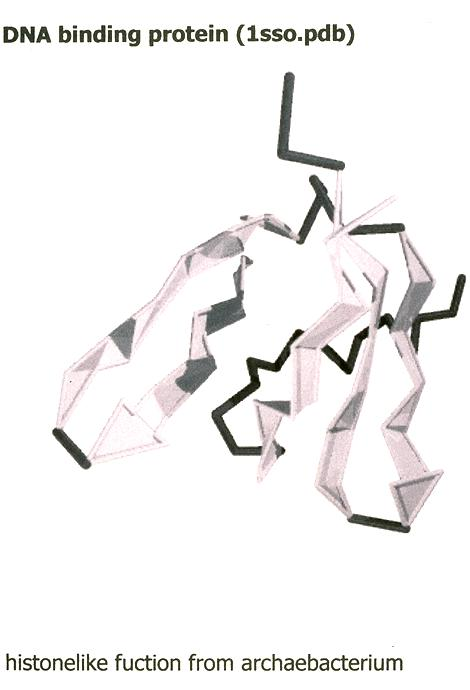 DNA binding protein (1sso.pdb)
histonelike fuction from archaebacterium